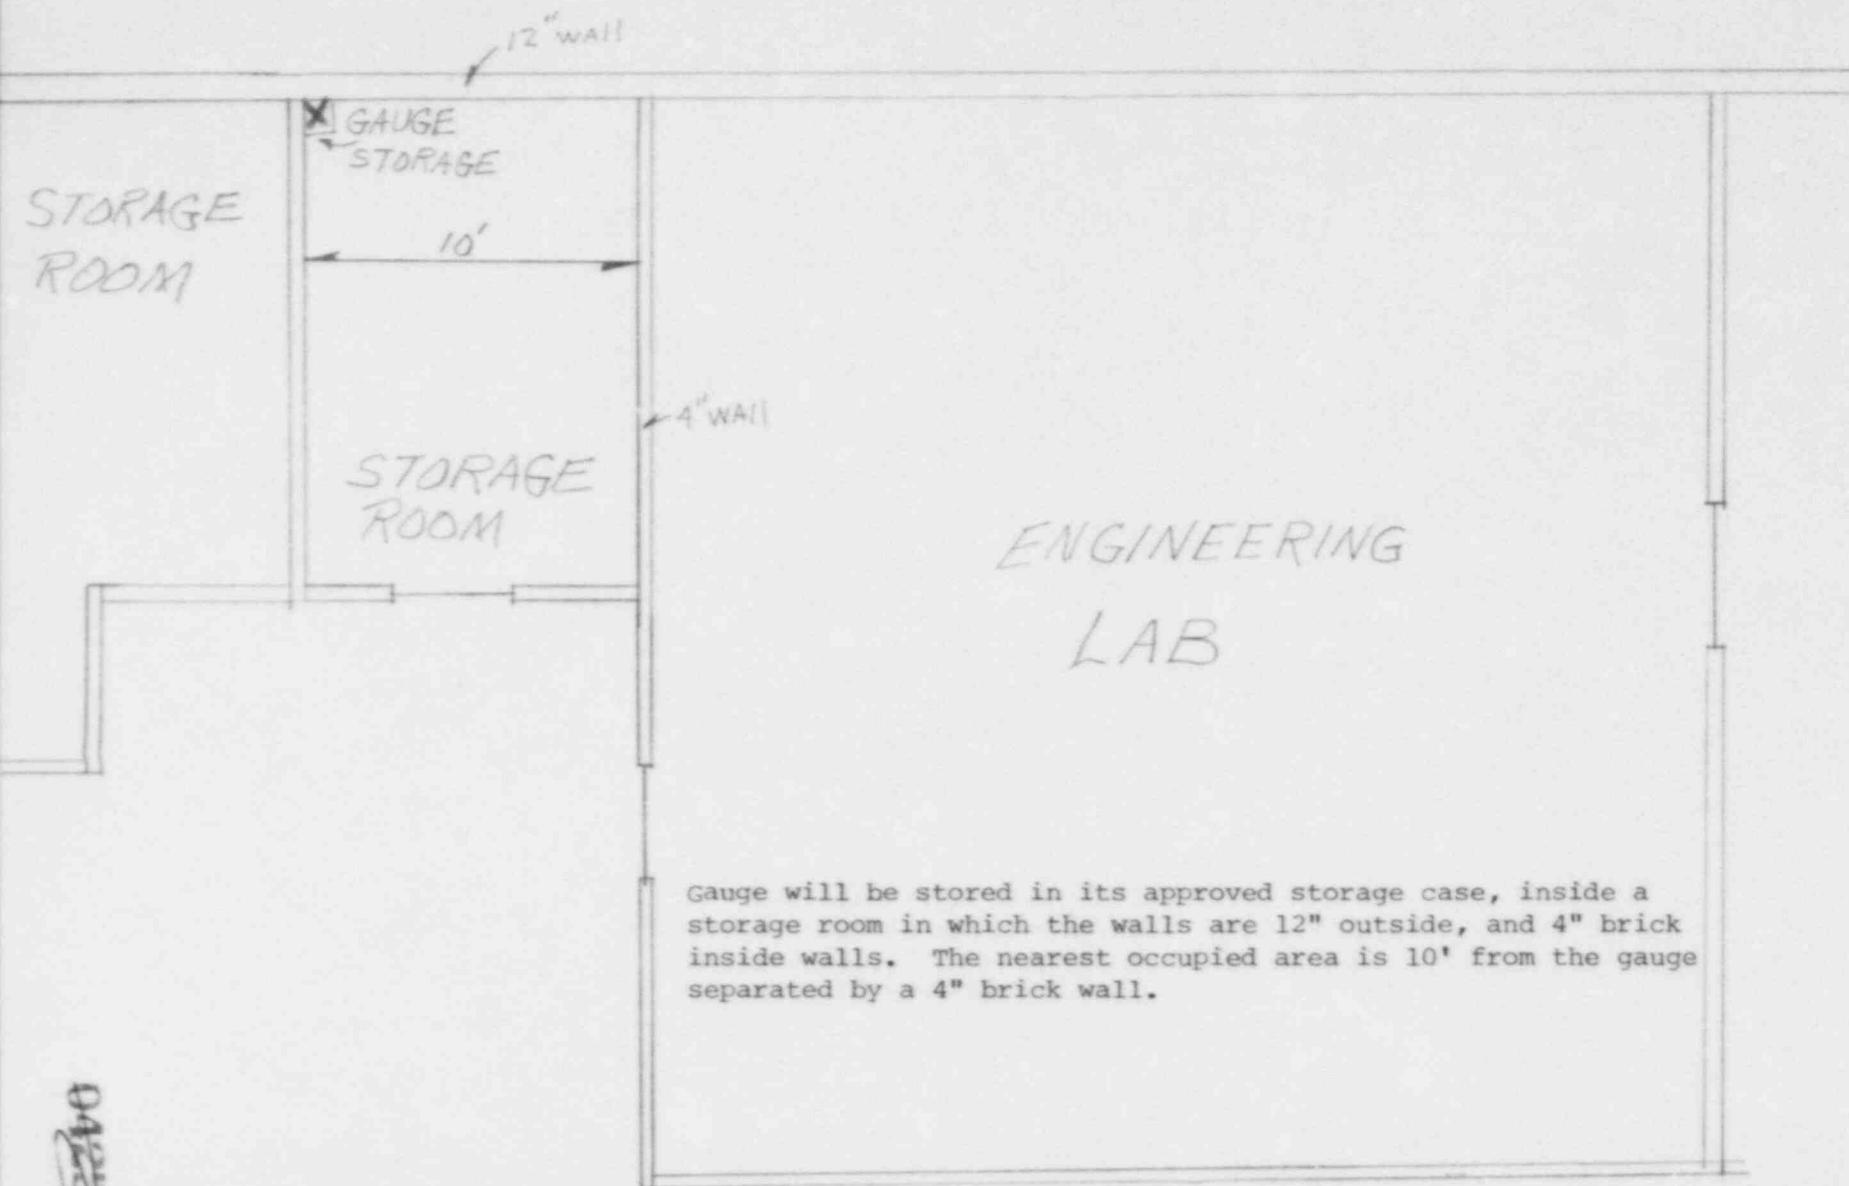 12" WALL
GAUGE
STORAGE
STORAGE
ROOM
10'
4" WALL
STORAGE
ROOM
ENGINEERING
LAB
Gauge will be stored in its approved storage case, inside a
storage room in which the walls are 12" outside, and 4" brick
inside walls.  The nearest occupied area is 10' from the gauge
separated by a 4" brick wall.